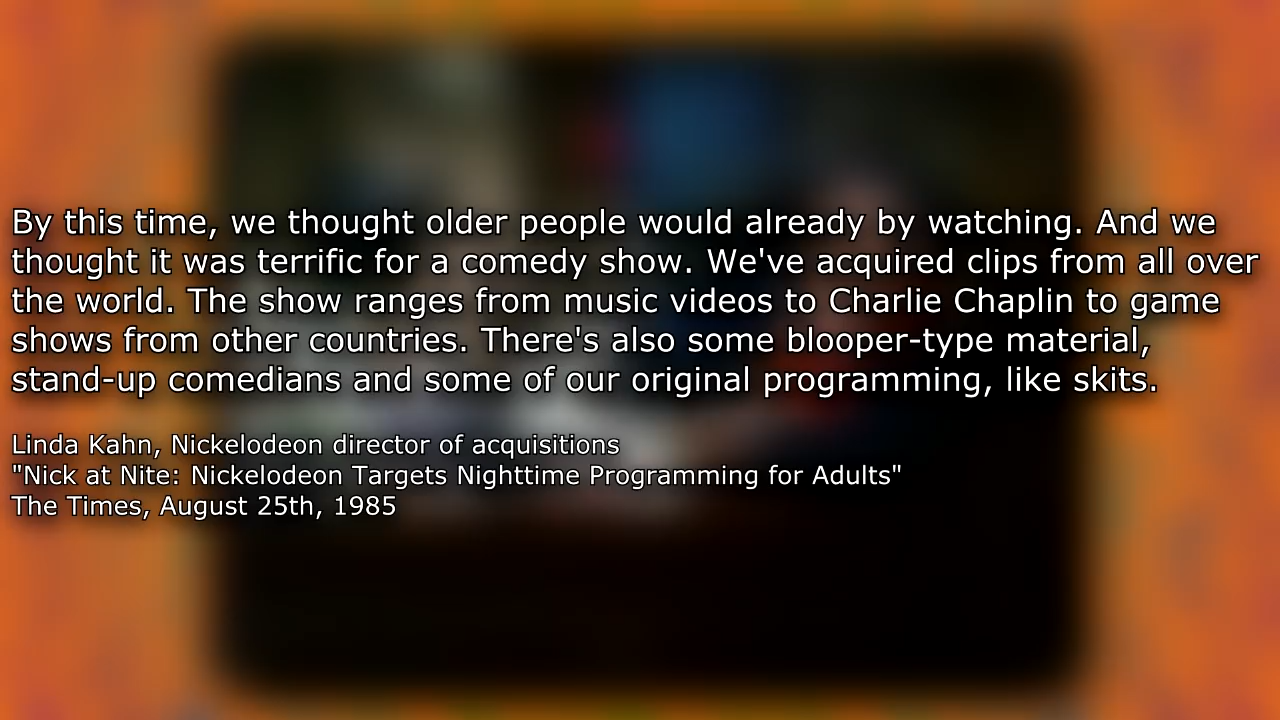 By this time, we thought older people would already by watching. And we
thought it was terrific for a comedy show. We've acquired clips from all over
the world. The show ranges from music videos to Charlie Chaplin to game
shows from other countries. There's also some blooper-type material,
stand-up comedians and some of our original programming, like skits.
Linda Kahn, Nickelodeon director of acquisitions
"Nick at Nite: Nickelodeon Targets Nighttime Programming for Adults"
The Times, August 25th, 1985